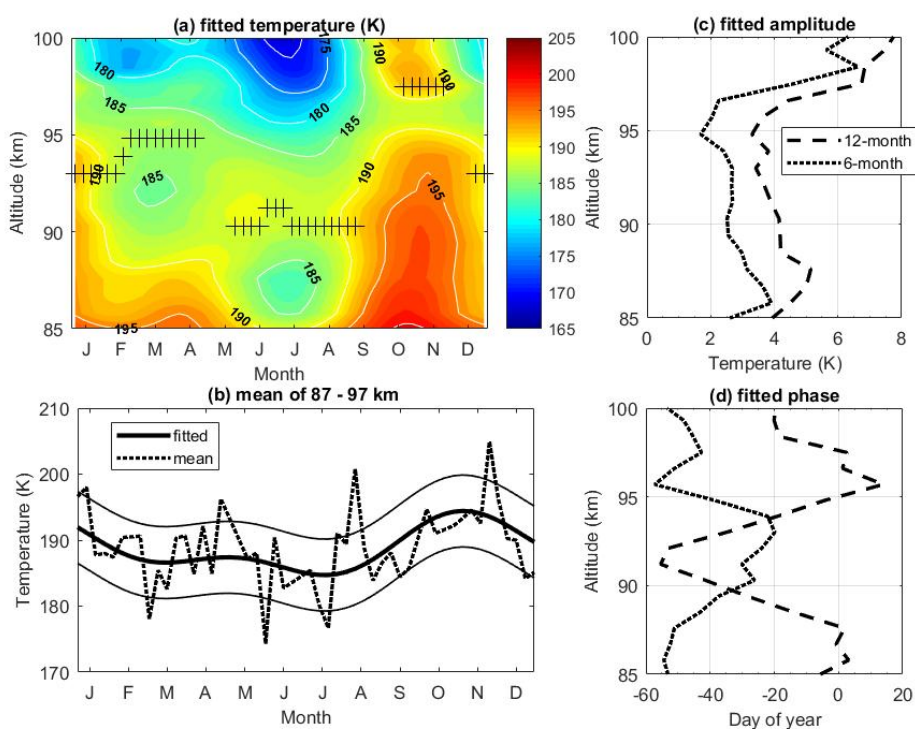 (a) fitted temperature (K)
100
95
90
85
Altitude (km)
180
175
190
190
185
180
185
190
190
195
185
185
190
195
J F M A M J J A S O N D
Month
205
200
195
190
185
180
175
170
165
(c) fitted amplitude
100
95
90
85
Altitude (km)
12-month
6-month
0 2 4 6 8
Temperature (K)
(b) mean of 87 - 97 km
210
200
190
180
170
Temperature (K)
fitted
mean
J F M A M J J A S O N D
Month
(d) fitted phase
100
95
90
85
Altitude (km)
-60 -40 -20 0 20
Day of year